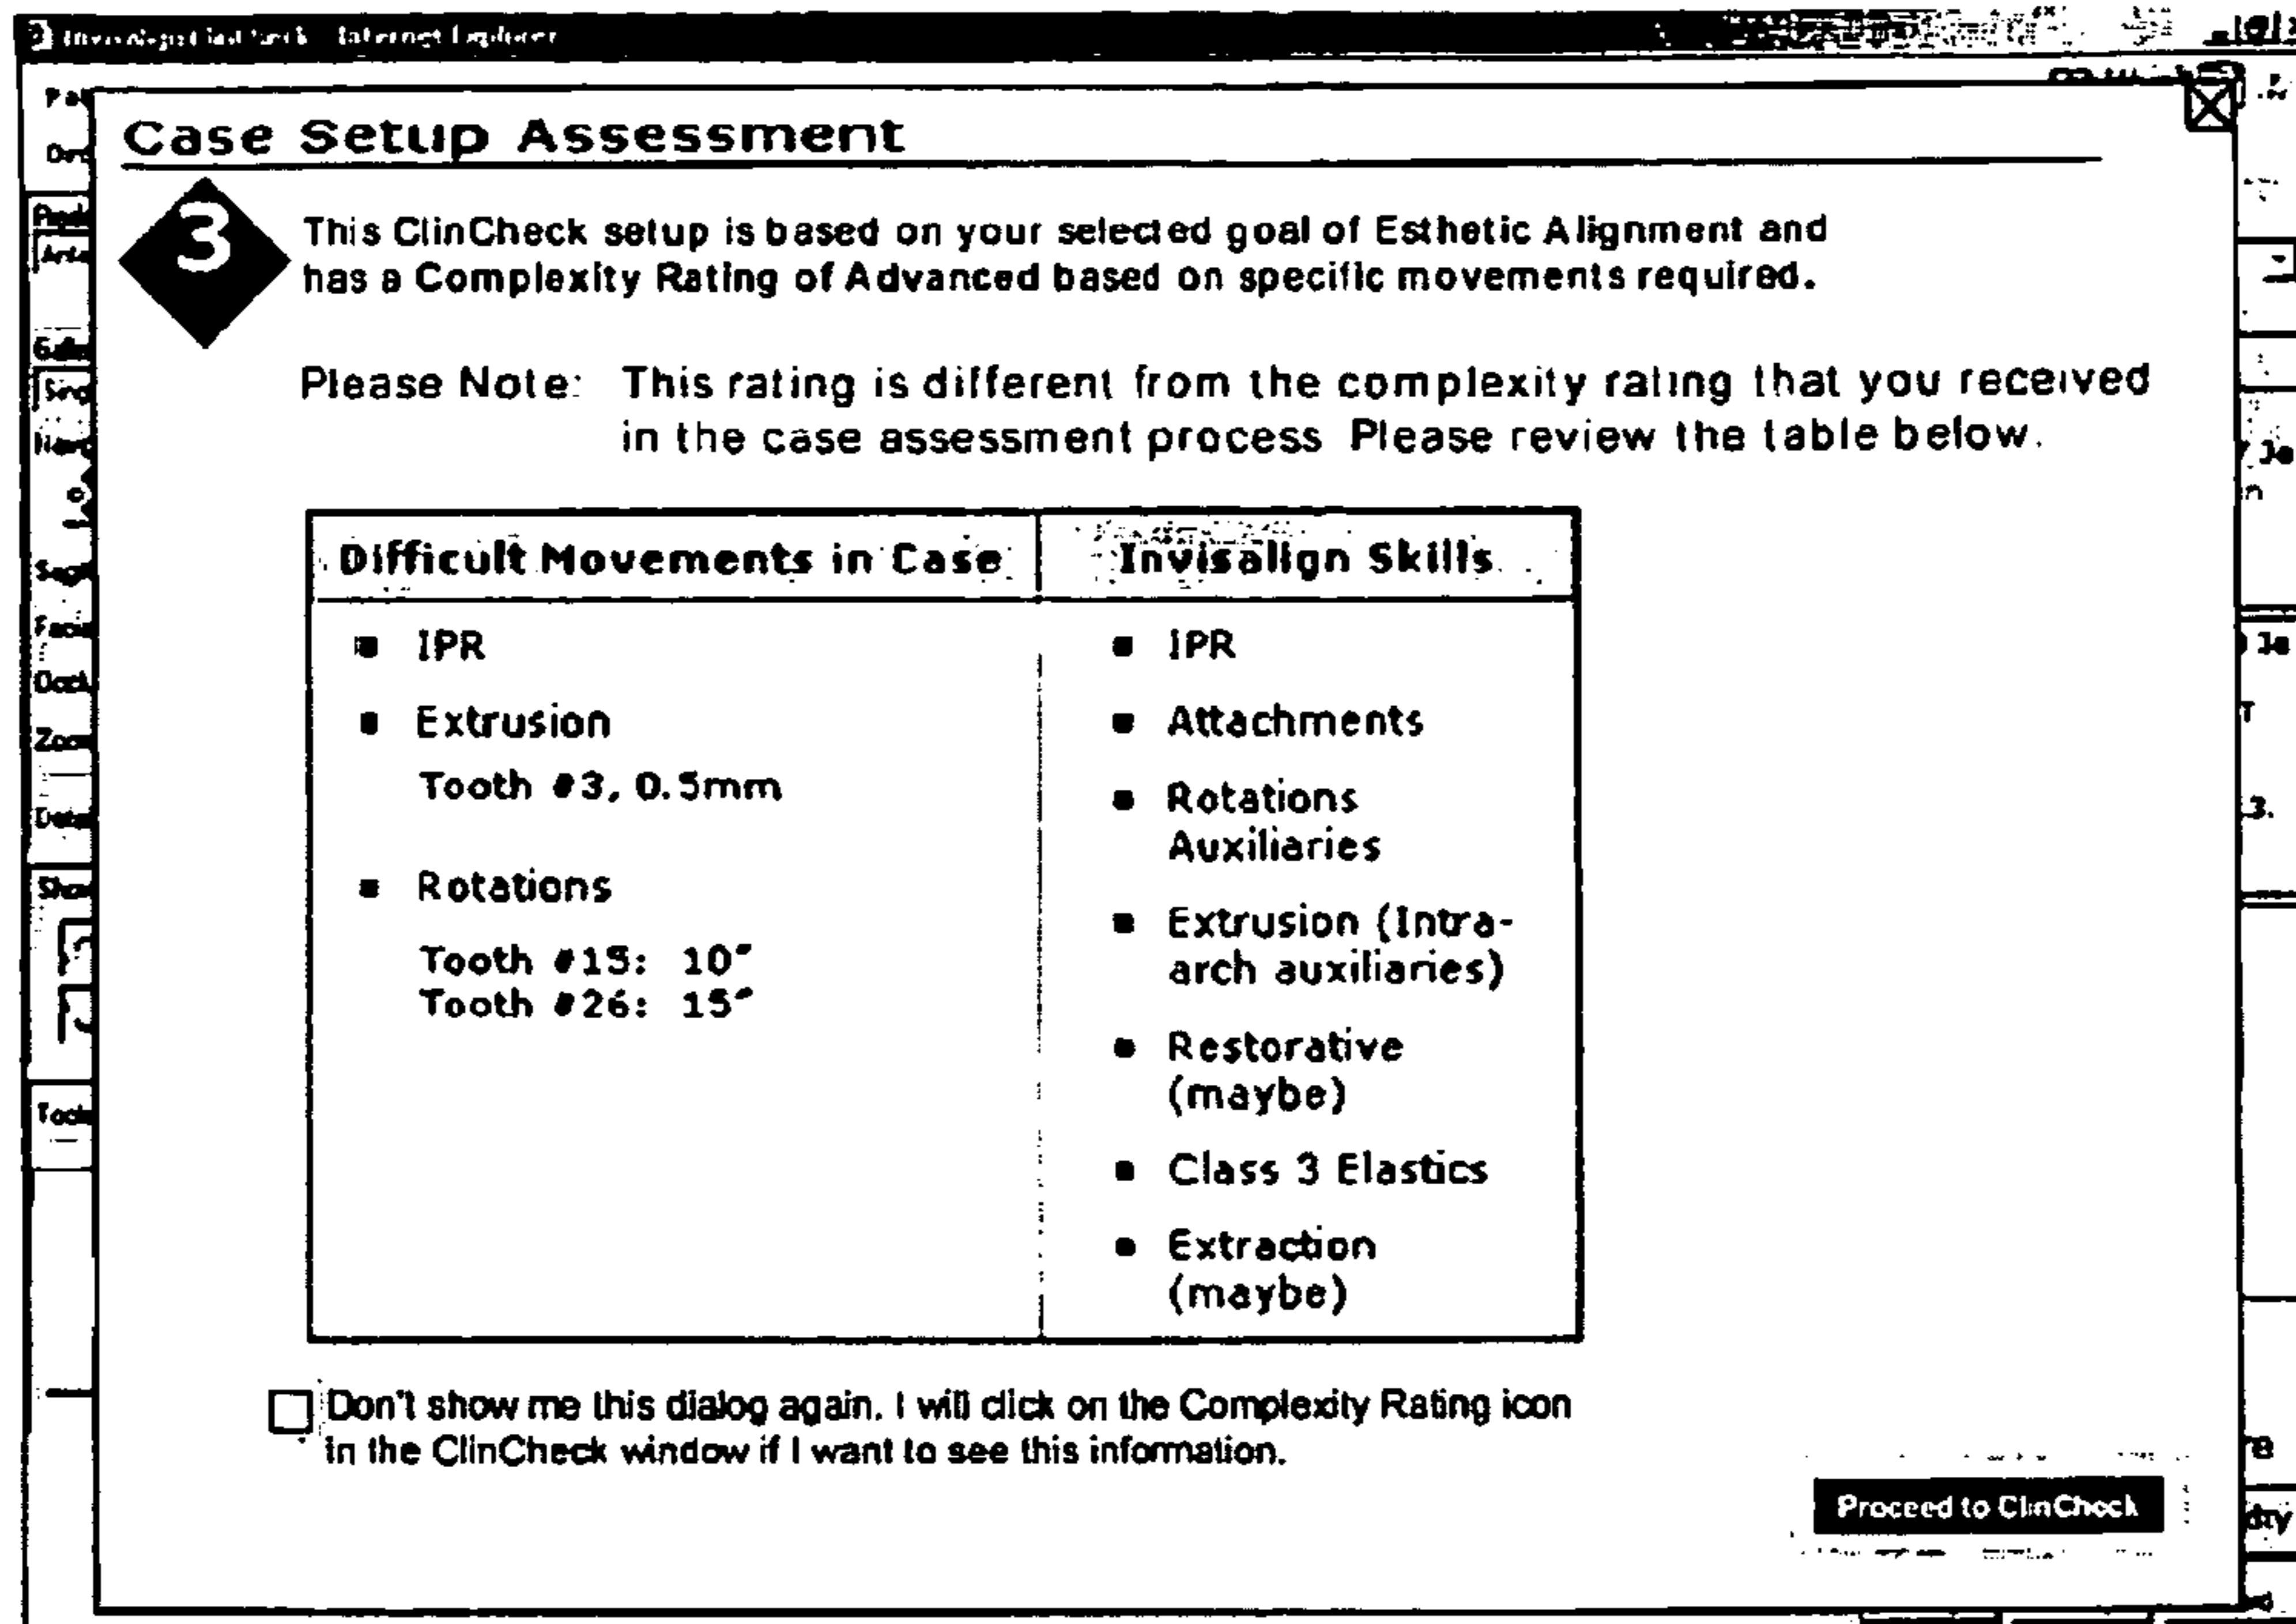 Internet Explorer
Case Setup Assessment
3
This ClinCheck setup is based on your selected goal of Esthetic Alignment and
has a Complexity Rating of Advanced based on specific movements required.
Please Note: This rating is different from the complexity rating that you received
in the case assessment process Please review the table below.
Difficult Movements in Case
▪ IPR
▪ Extrusion
Tooth #3, 0.5mm
▪ Rotations
Tooth #15: 10°
Tooth #26: 15°
Invisalign Skills
▪ IPR
▪ Attachments
▪ Rotations
Auxiliaries
▪ Extrusion (Intra-
arch auxiliaries)
▪ Restorative
(maybe)
▪ Class 3 Elastics
▪ Extraction
(maybe)
Don't show me this dialog again. I will click on the Complexity Rating icon
in the ClinCheck window if I want to see this information.
Proceed to ClinCheck